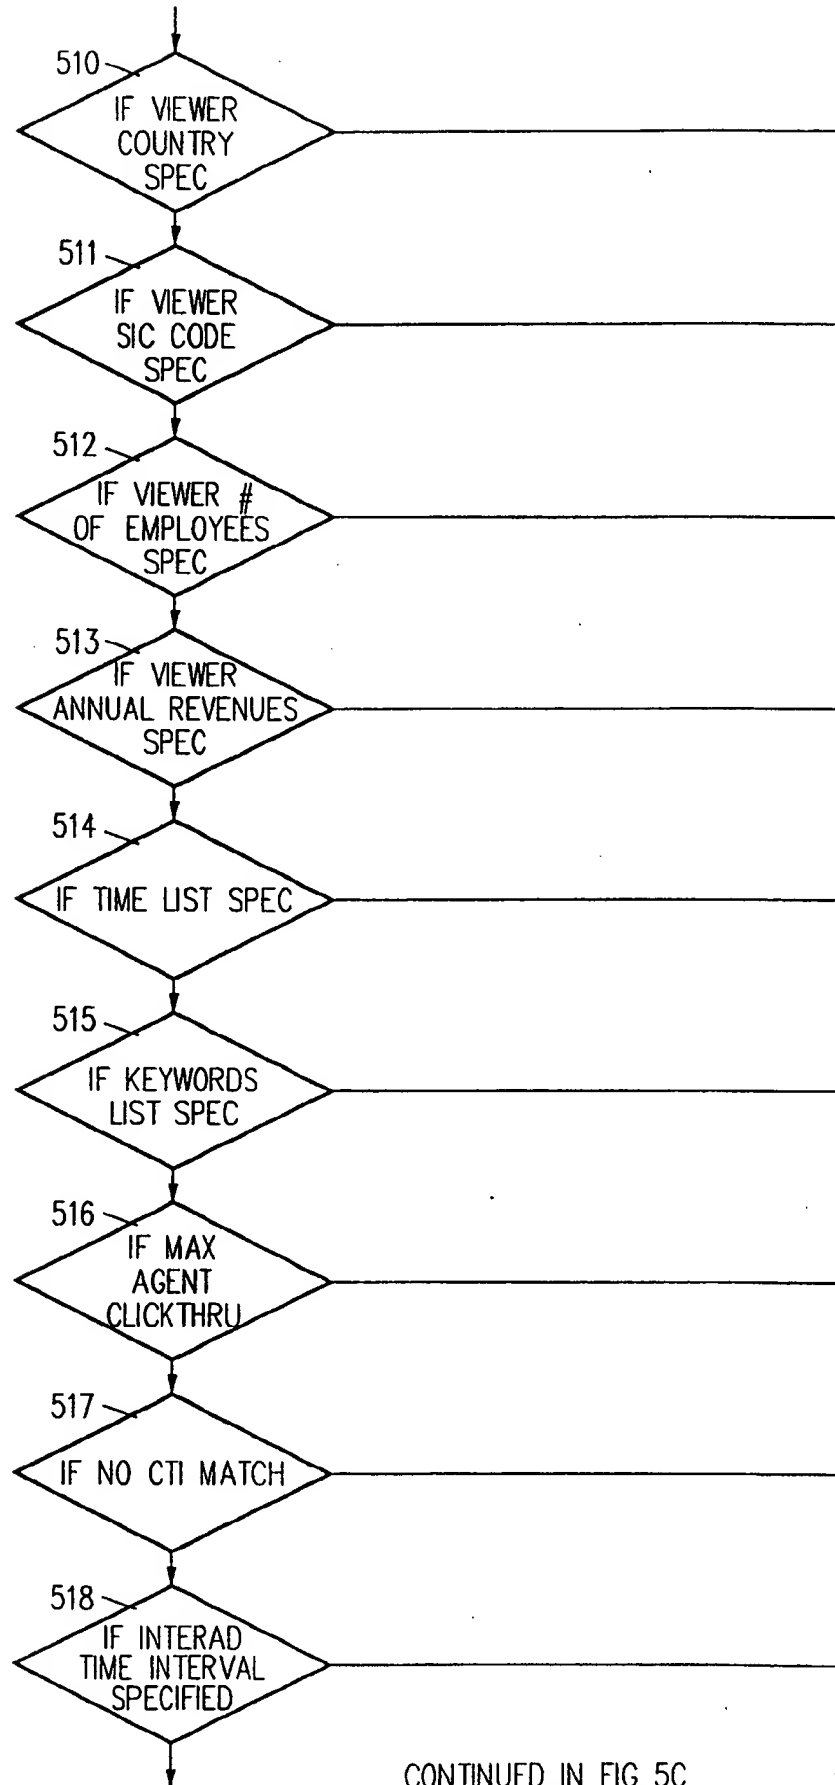 510
IF VIEWER
COUNTRY
SPEC
511
IF VIEWER
SIC CODE
SPEC
512
IF VIEWER #
OF EMPLOYEES
SPEC
513
IF VIEWER
ANNUAL REVENUES
SPEC
514
IF TIME LIST SPEC
515
IF KEYWORDS
LIST SPEC
516
IF MAX
AGENT
CLICKTHRU
517
IF NO CTI MATCH
518
IF INTERAD
TIME INTERVAL
SPECIFIED
CONTINUED IN FIG 5C